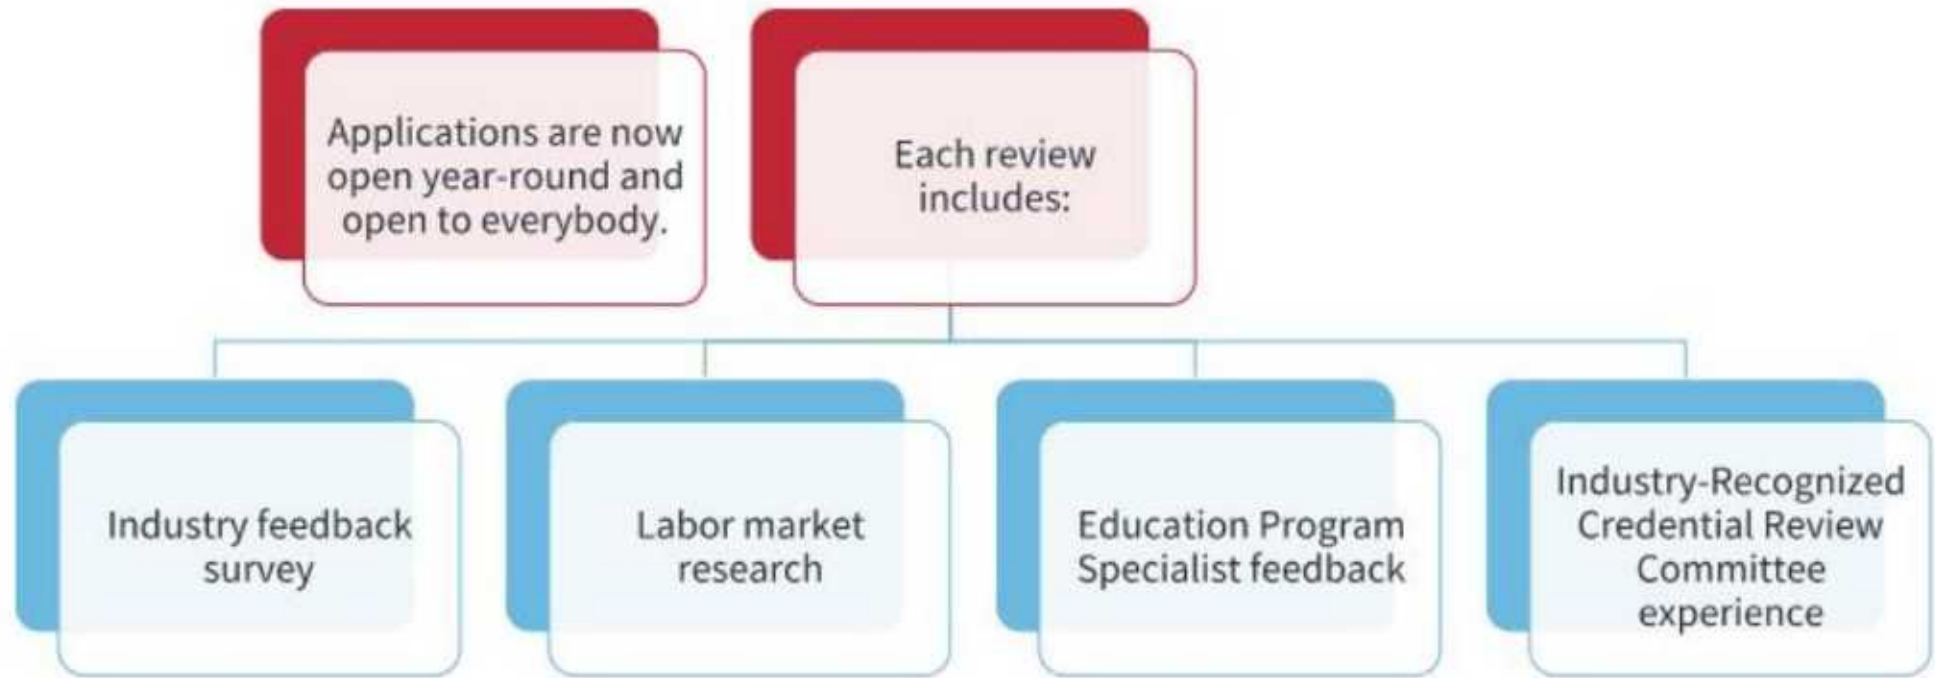 Applications are now
open year-round and
open to everybody.
Each review
includes:
Industry feedback
survey
Labor market
research
Education Program
Specialist feedback
Industry-Recognized
Credential Review
Committee
experience